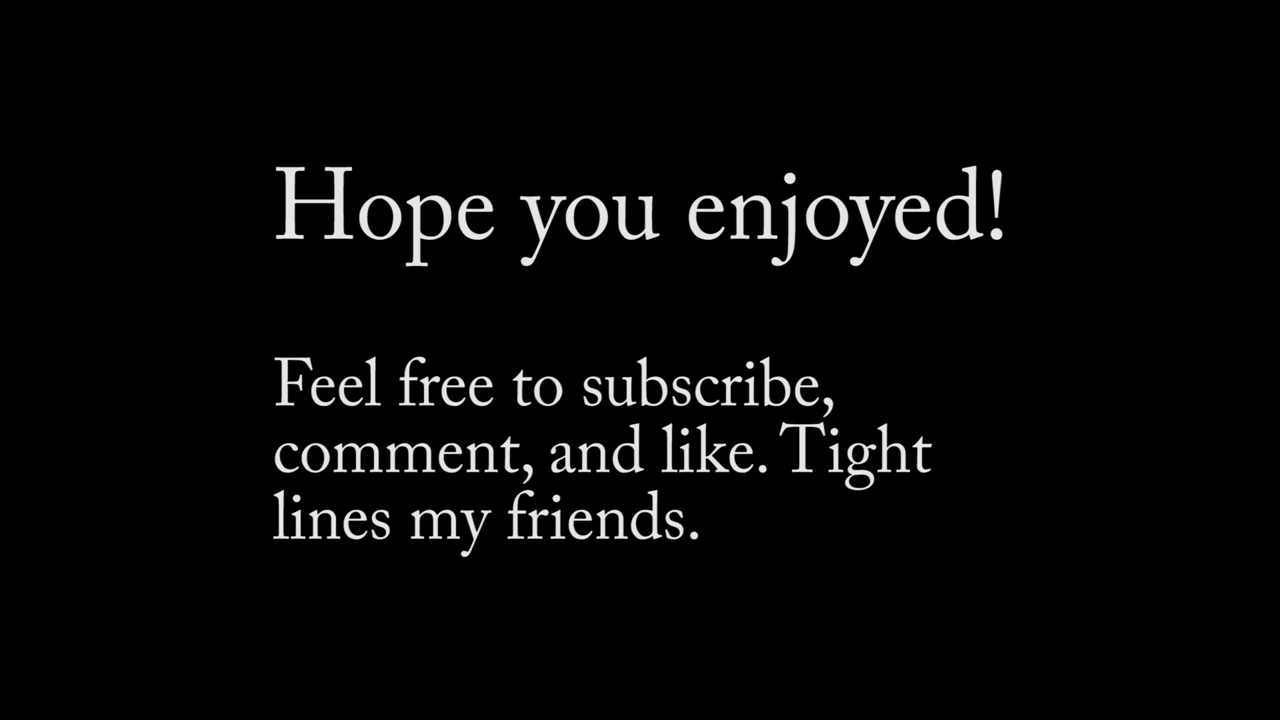 Hope you enjoyed!
Feel free to subscribe,
comment, and like. Tight
lines my friends.